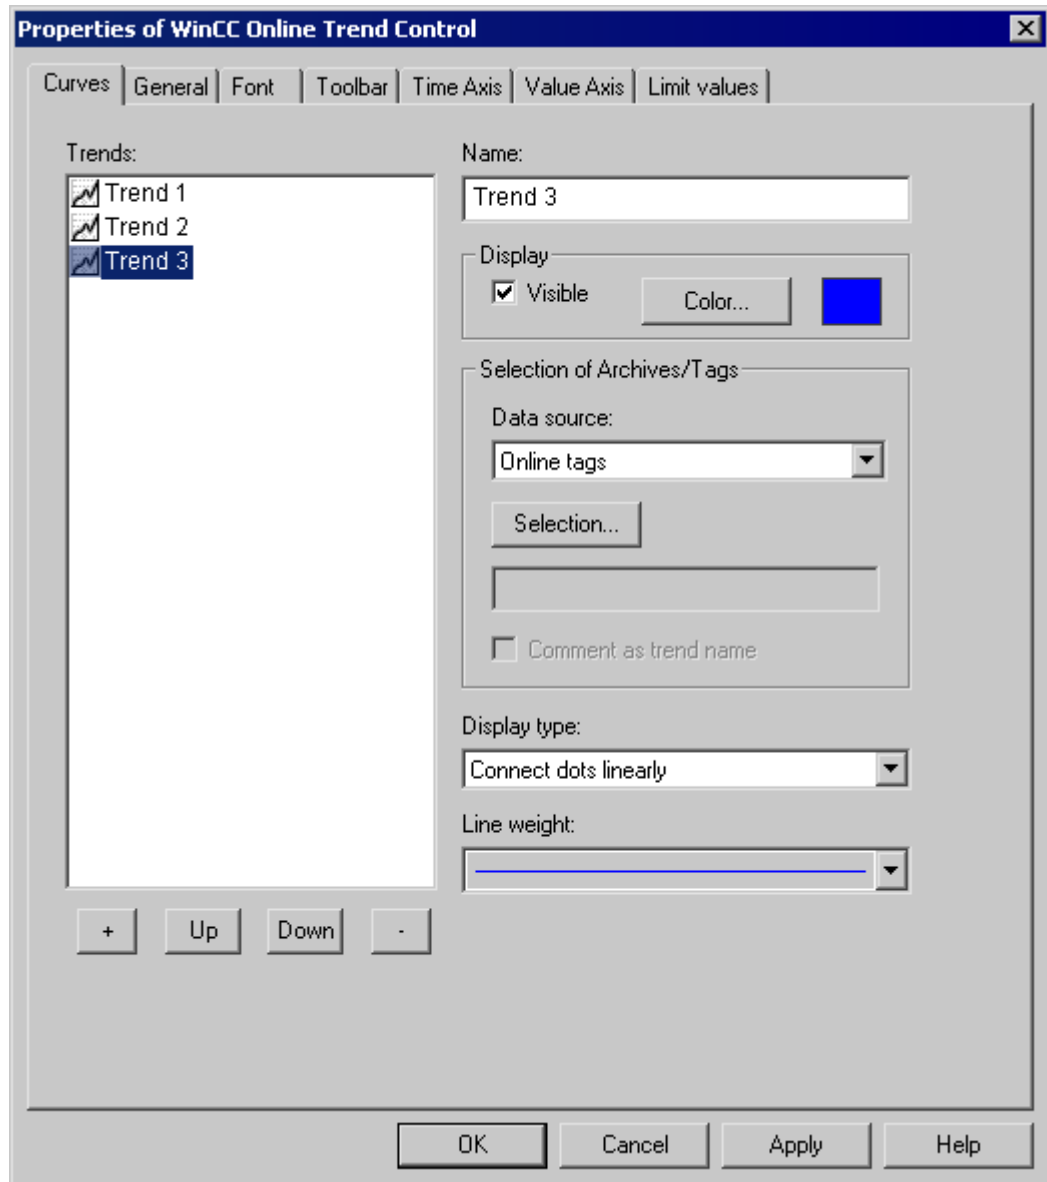 Properties of WinCC Online Trend Control
Curves General Font Toolbar Time Axis Value Axis Limit values
Trends:
Trend 1
Trend 2
Trend 3
+ Up Down -
Name:
Trend 3
Display
Visible Color...
Selection of Archives/Tags
Data source:
Online tags
Selection...
Comment as trend name
Display type:
Connect dots linearly
Line weight:
OK Cancel Apply Help